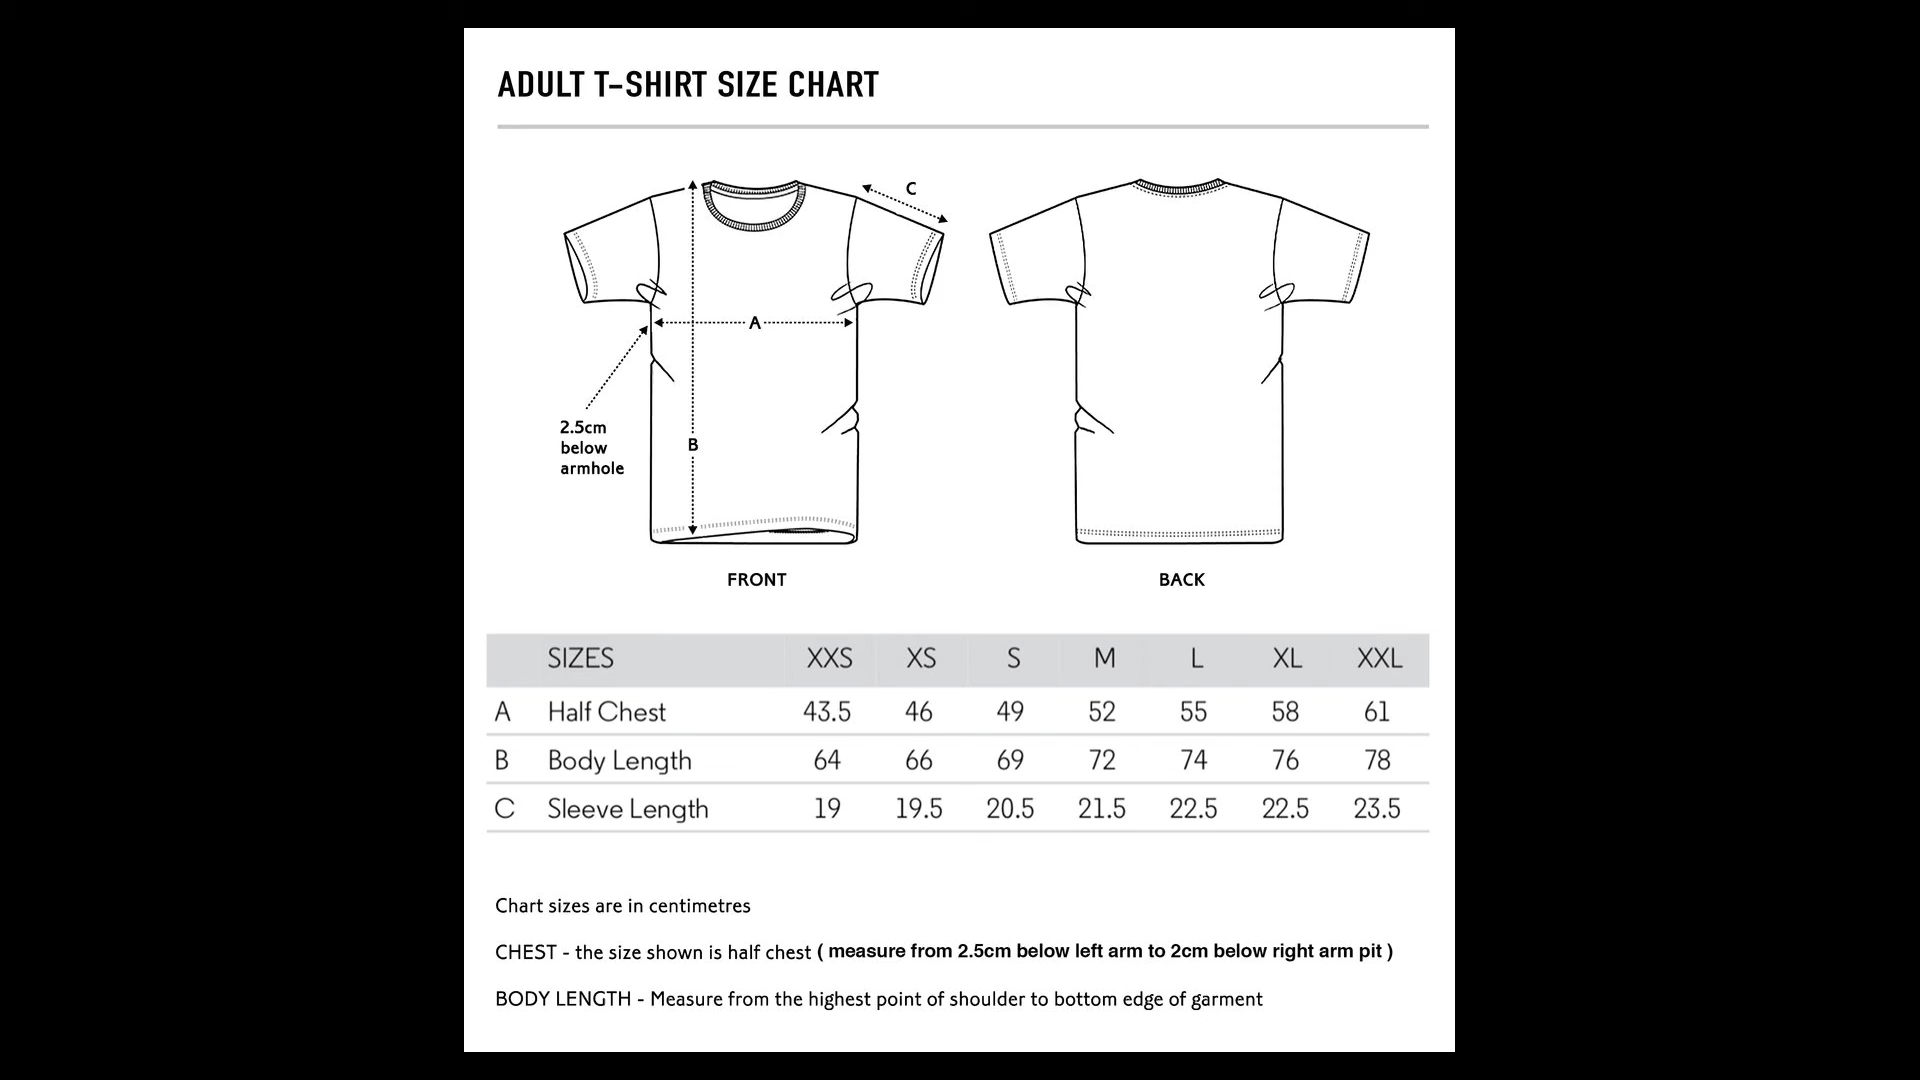 ADULT T-SHIRT SIZE CHART
C
A
2.5cm
below
armhole
B
FRONT
BACK
SIZES XXS XS S M L XL XXL
A Half Chest 43.5 46 49 52 55 58 61
B Body Length 64 66 69 72 74 76 78
C Sleeve Length 19 19.5 20.5 21.5 22.5 22.5 23.5
Chart sizes are in centimetres
CHEST - the size shown is half chest ( measure from 2.5cm below left arm to 2cm below right arm pit )
BODY LENGTH - Measure from the highest point of shoulder to bottom edge of garment